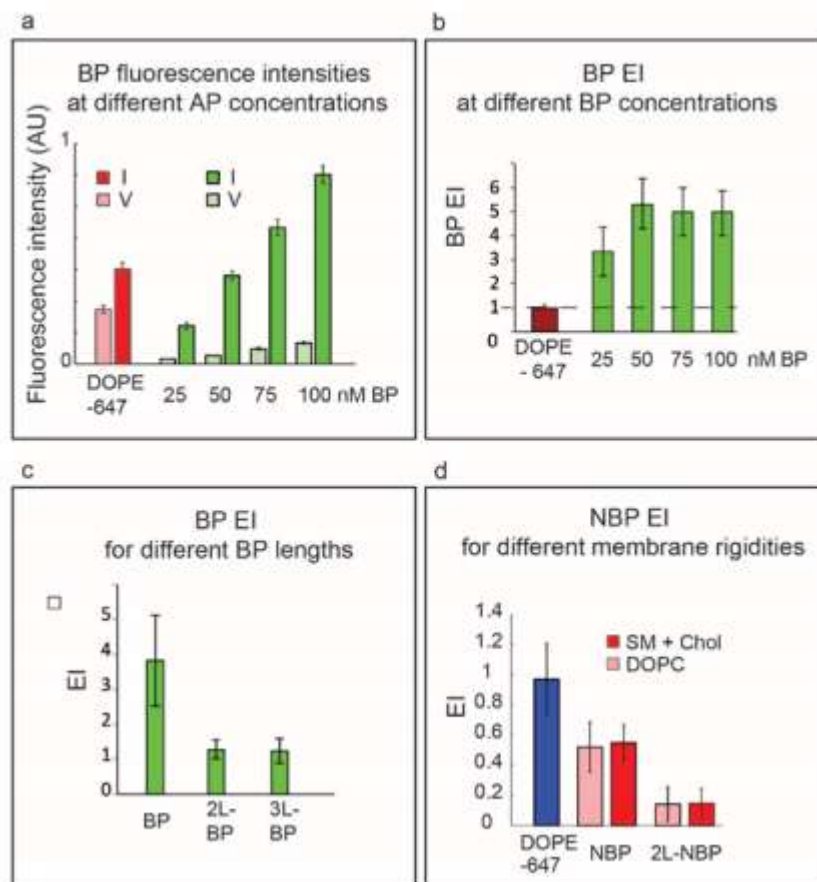 a
BP fluorescence intensities
at different AP concentrations
Fluorescence intensity (AU)
1
0
I
V
I
V
DOPE
-647
25 50 75 100 nM BP
b
BP EI
at different BP concentrations
BP EI
6
5
4
3
2
1
0
DOPE
- 647
25 50 75 100 nM BP
c
BP EI
for different BP lengths
EI
5
4
3
2
1
0
BP
2L-
BP
3L-
BP
d
NBP EI
for different membrane rigidities
EI
1.4
1.2
1
0.8
0.6
0.4
0.2
0
SM + Chol
DOPC
DOPE
-647
NBP
2L-NBP